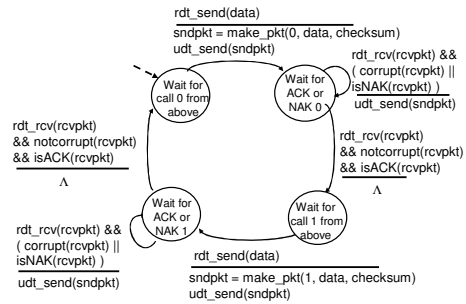 rdt_send(data)
sndpkt = make_pkt(0, data, checksum)
udt_send(sndpkt)
rdt_rcv(rcvpkt) &&
( corrupt(rcvpkt) ||
isNAK(rcvpkt) )
udt_send(sndpkt)
Wait for
call 0 from
above
Wait for
ACK or
NAK 0
rdt_rcv(rcvpkt)
&& notcorrupt(rcvpkt)
&& isACK(rcvpkt)
Λ
rdt_rcv(rcvpkt)
&& notcorrupt(rcvpkt)
&& isACK(rcvpkt)
Λ
Wait for
ACK or
NAK 1
Wait for
call 1 from
above
rdt_rcv(rcvpkt) &&
( corrupt(rcvpkt) ||
isNAK(rcvpkt) )
udt_send(sndpkt)
rdt_send(data)
sndpkt = make_pkt(1, data, checksum)
udt_send(sndpkt)